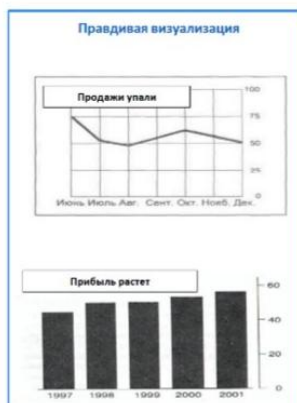 Правдивая визуализация
Продажи упали
100
75
50
25
0
Июнь Июль Авг. Сент. Окт. Нояб. Дек.
Прибыль растет
60
40
20
0
1997 1998 1999 2000 2001